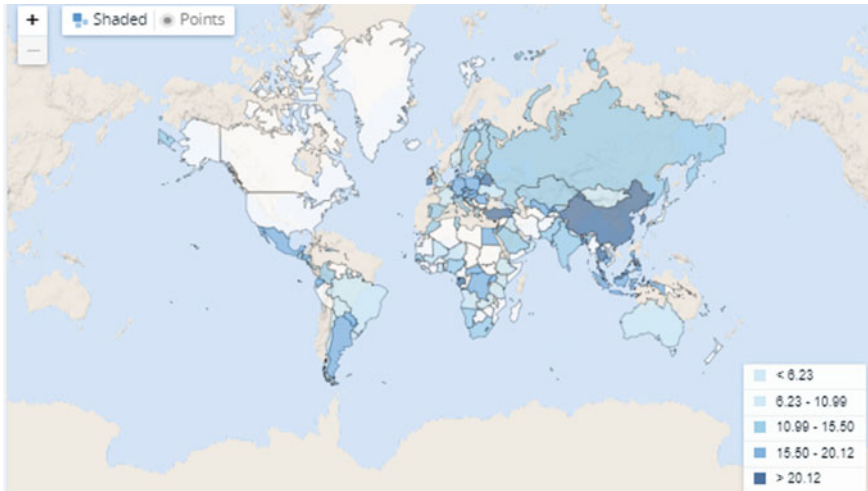 +
Shaded | Points
−
< 6.23
6.23 - 10.99
10.99 - 15.50
15.50 - 20.12
> 20.12